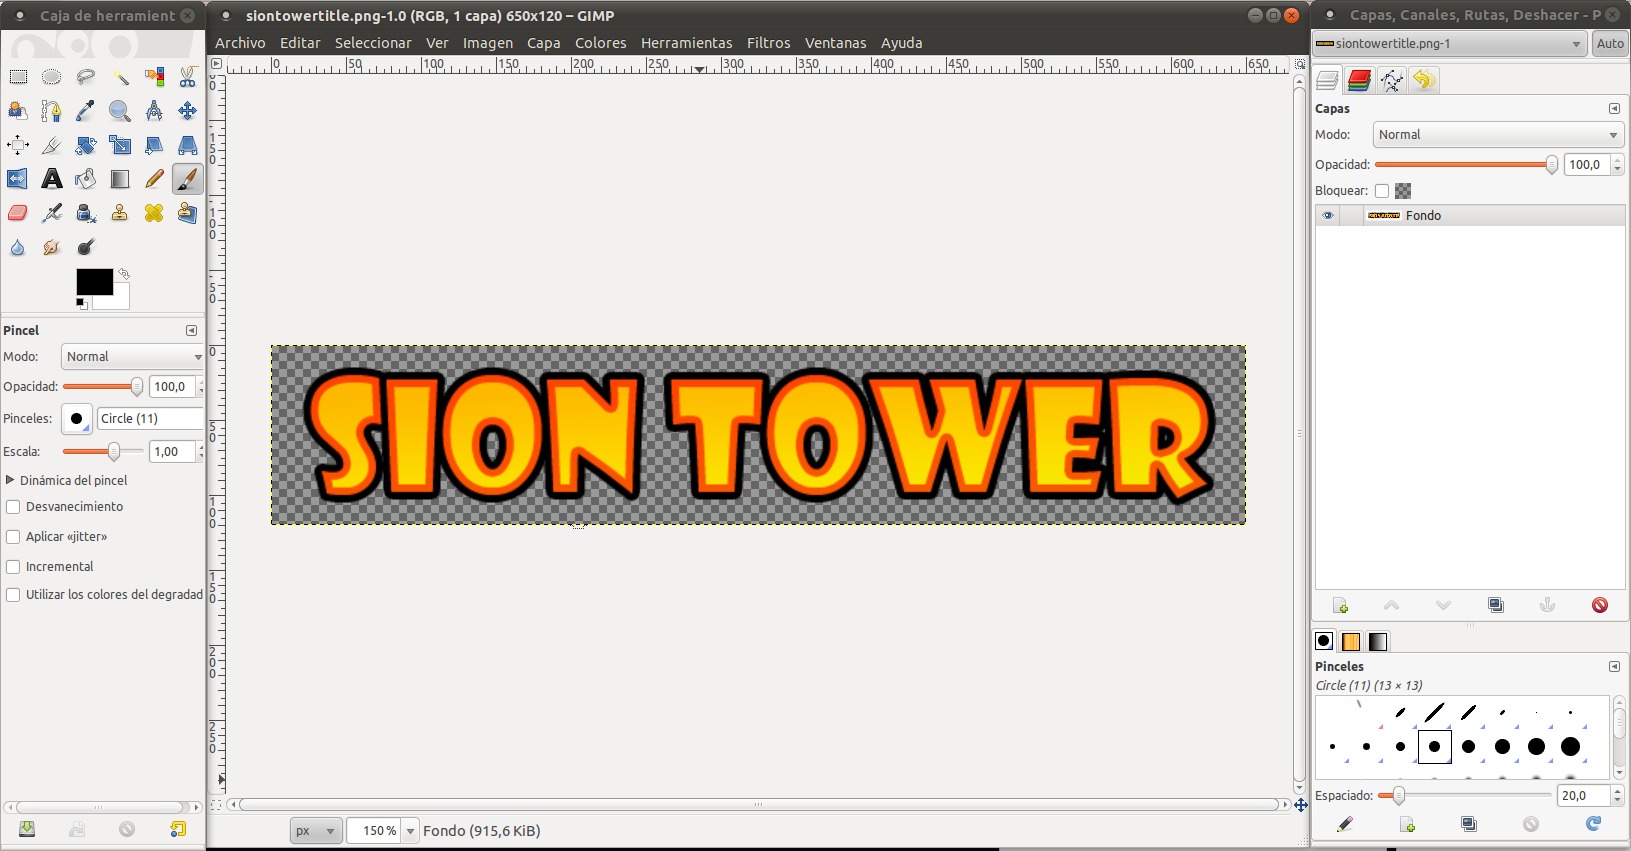 Caja de herramient
siontowertitle.png-1.0 (RGB, 1 capa) 650x120 – GIMP
Capas, Canales, Rutas, Deshacer - P
Archivo Editar Seleccionar Ver Imagen Capa Colores Herramientas Filtros Ventanas Ayuda
siontowertitle.png-1 Auto
0 50 100 150 200 250 300 350 400 450 500 550 600 650
Capas
Modo: Normal
Opacidad: 100,0
Bloquear:
Fondo
Pincel
Modo: Normal
Opacidad: 100,0
Pinceles: Circle (11)
Escala: 1,00
Dinámica del pincel
Desvanecimiento
Aplicar «jitter»
Incremental
Utilizar los colores del degradad
SION TOWER
Pinceles
Circle (11) (13 × 13)
Espaciado: 20,0
px 150 % Fondo (915,6 KiB)